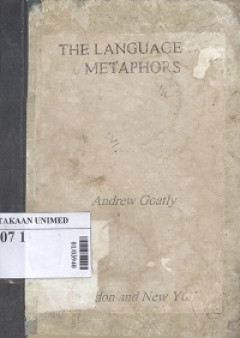 THE LANGUAGE
METAPHORS
Andrew Goatly
TAKAAN UNIMED
07 1
don and New Yo